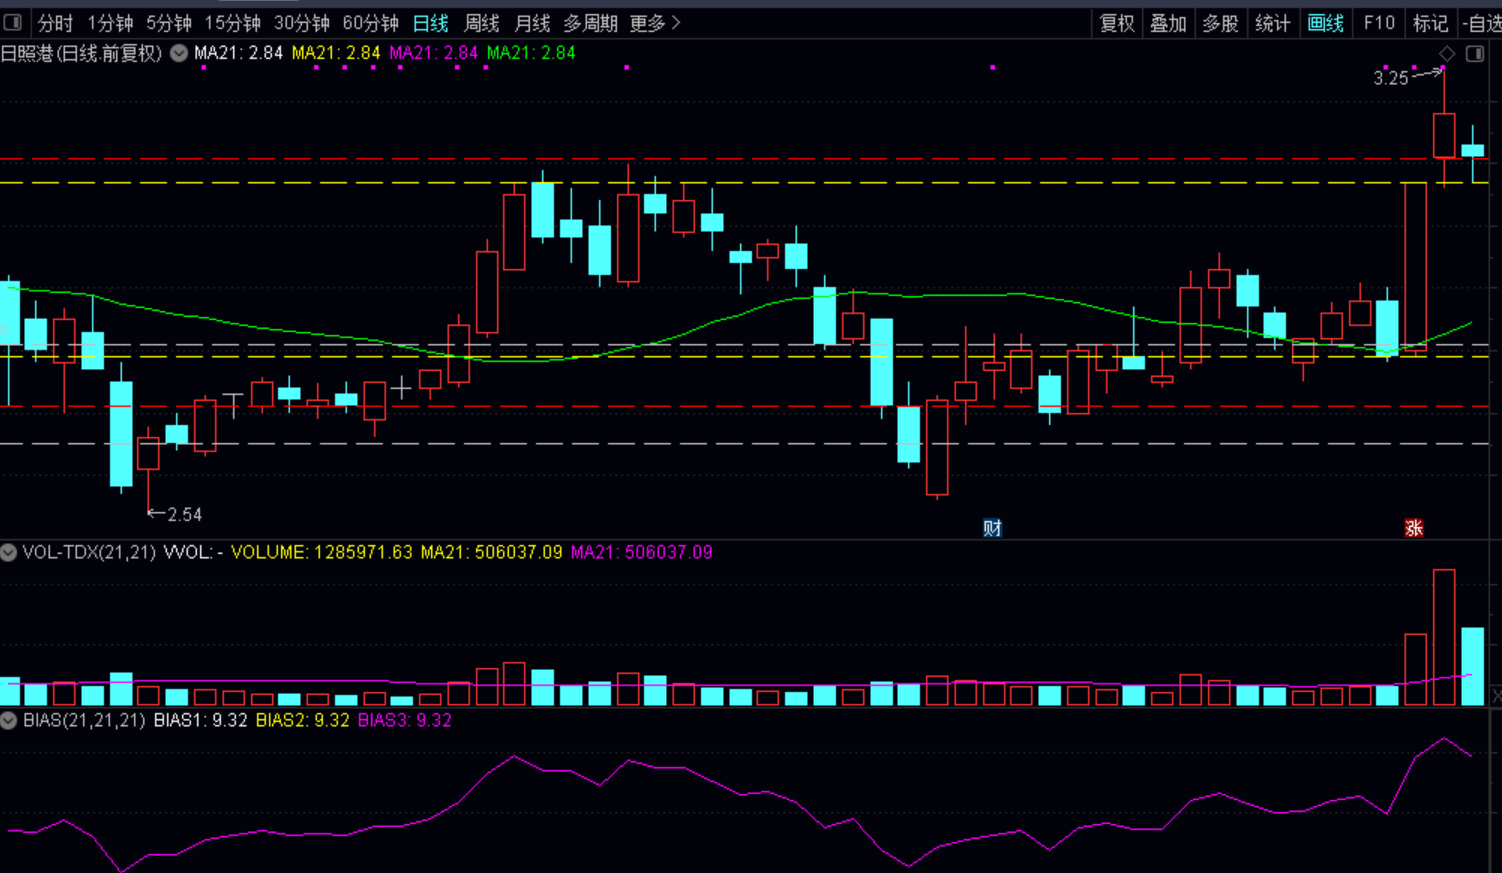 分时 1分钟 5分钟 15分钟 30分钟 60分钟 日线 周线 月线 多周期 更多> 复权 叠加 多股 统计 画线 F10 标记 -自选
日照港(日线.前复权) MA21: 2.84 MA21: 2.84 MA21: 2.84 MA21: 2.84
3.25
2.54
财 涨
VOL-TDX(21,21) VVOL: - VOLUME: 1285971.63 MA21: 506037.09 MA21: 506037.09
X
BIAS(21,21,21) BIAS1: 9.32 BIAS2: 9.32 BIAS3: 9.32